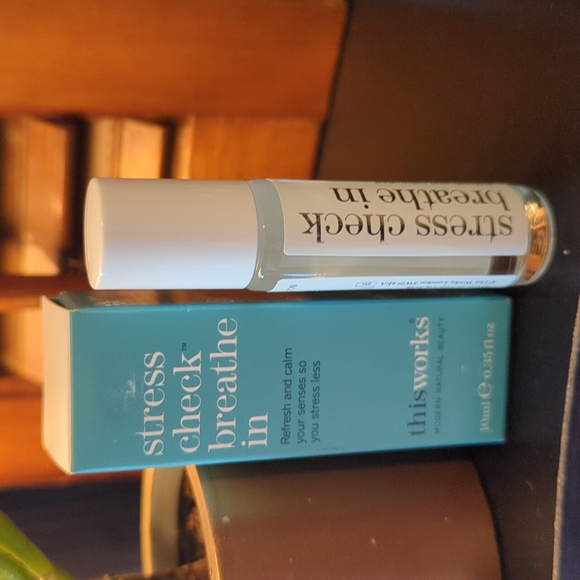 stress
check™
breathe
in
Refresh and calm
your senses so
you stress less
thisworks®
MODERN NATURAL BEAUTY
10ml ℮ 0.35 fl oz
stress check
breathe in